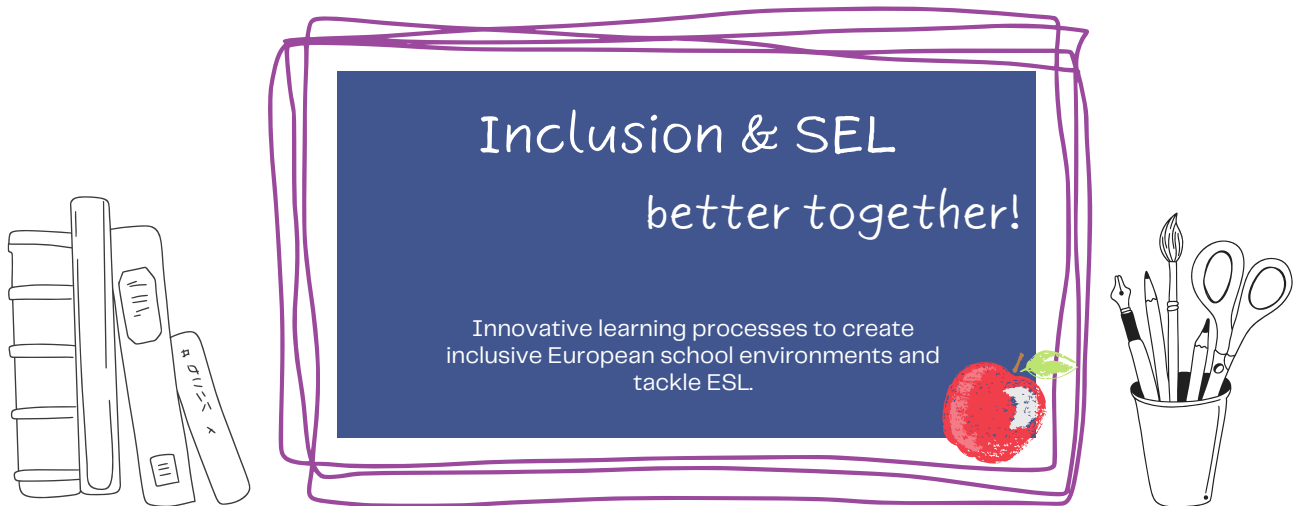 Inclusion & SEL
better together!
Innovative learning processes to create
inclusive European school environments and
tackle ESL.